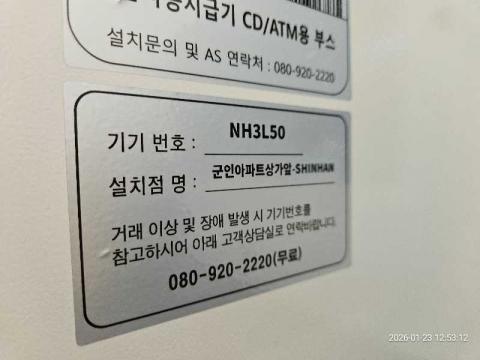 동시급기 CD/ATM용 부스
설치문의 및 AS 연락처 : 080-920-2220
기기 번호 : NH3L50
설치점 명 : 군인아파트상가앞-SHINHAN
거래 이상 및 장애 발생 시 기기번호를
참고하시어 아래 고객상담실로 연락바랍니다.
080-920-2220(무료)
2026-01-23 12:53:12